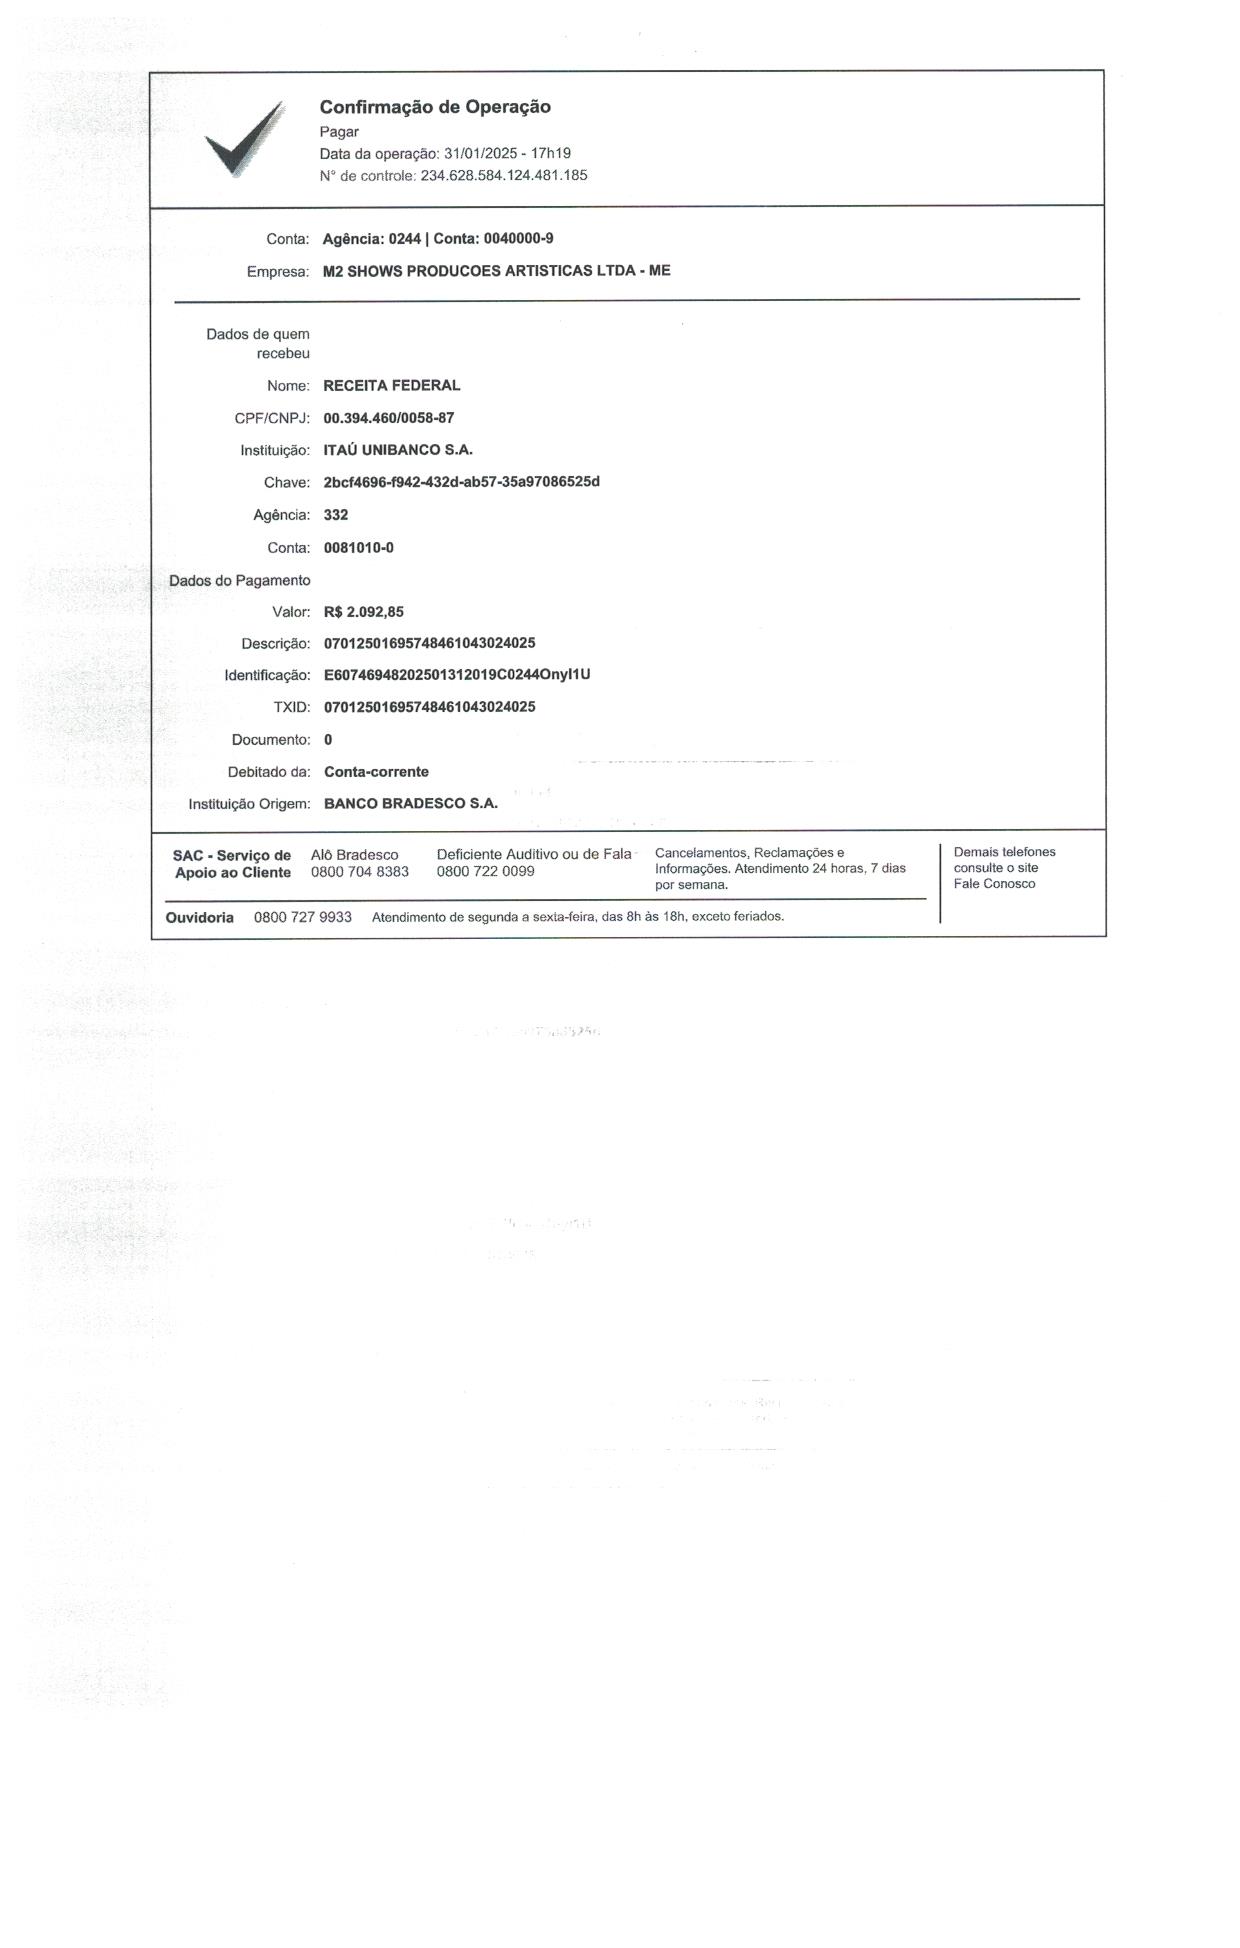 Confirmação de Operação
Pagar
Data da operação: 31/01/2025 - 17h19
N° de controle: 234.628.584.124.481.185
Conta: Agência: 0244 | Conta: 0040000-9
Empresa: M2 SHOWS PRODUCOES ARTISTICAS LTDA - ME
Dados de quem
recebeu
Nome: RECEITA FEDERAL
CPF/CNPJ: 00.394.460/0058-87
Instituição: ITAÚ UNIBANCO S.A.
Chave: 2bcf4696-f942-432d-ab57-35a97086525d
Agência: 332
Conta: 0081010-0
Dados do Pagamento
Valor: R$ 2.092,85
Descrição: 07012501695748461043024025
Identificação: E60746948202501312019C0244Onyl1U
TXID: 07012501695748461043024025
Documento: 0
Debitado da: Conta-corrente
Instituição Origem: BANCO BRADESCO S.A.
SAC - Serviço de
Apoio ao Cliente
Alô Bradesco
0800 704 8383
Deficiente Auditivo ou de Fala
0800 722 0099
Cancelamentos, Reclamações e
Informações. Atendimento 24 horas, 7 dias
por semana.
Demais telefones
consulte o site
Fale Conosco
Ouvidoria 0800 727 9933 Atendimento de segunda a sexta-feira, das 8h às 18h, exceto feriados.